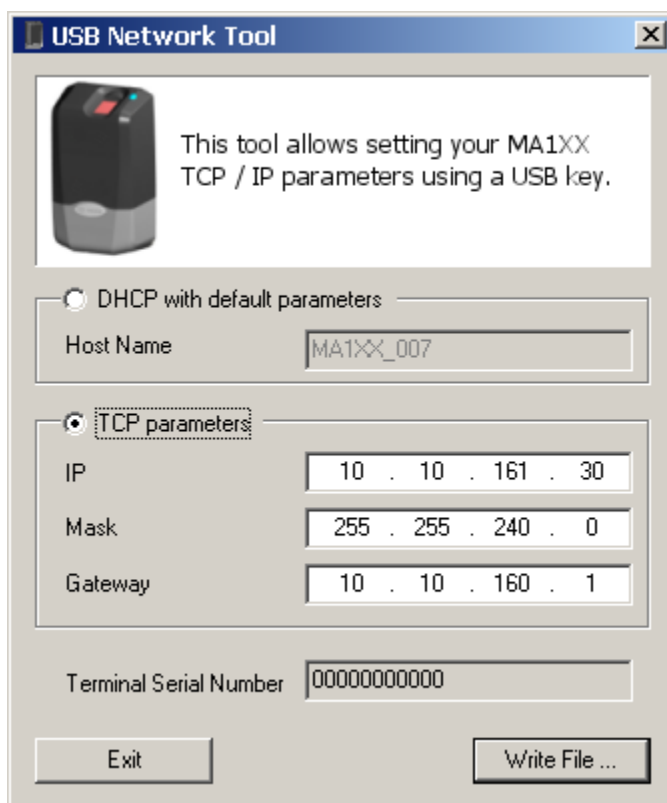 USB Network Tool
This tool allows setting your MA1XX
TCP / IP parameters using a USB key.
DHCP with default parameters
Host Name MA1XX_007
TCP parameters
IP 10 . 10 . 161 . 30
Mask 255 . 255 . 240 . 0
Gateway 10 . 10 . 160 . 1
Terminal Serial Number 00000000000
Exit Write File ...